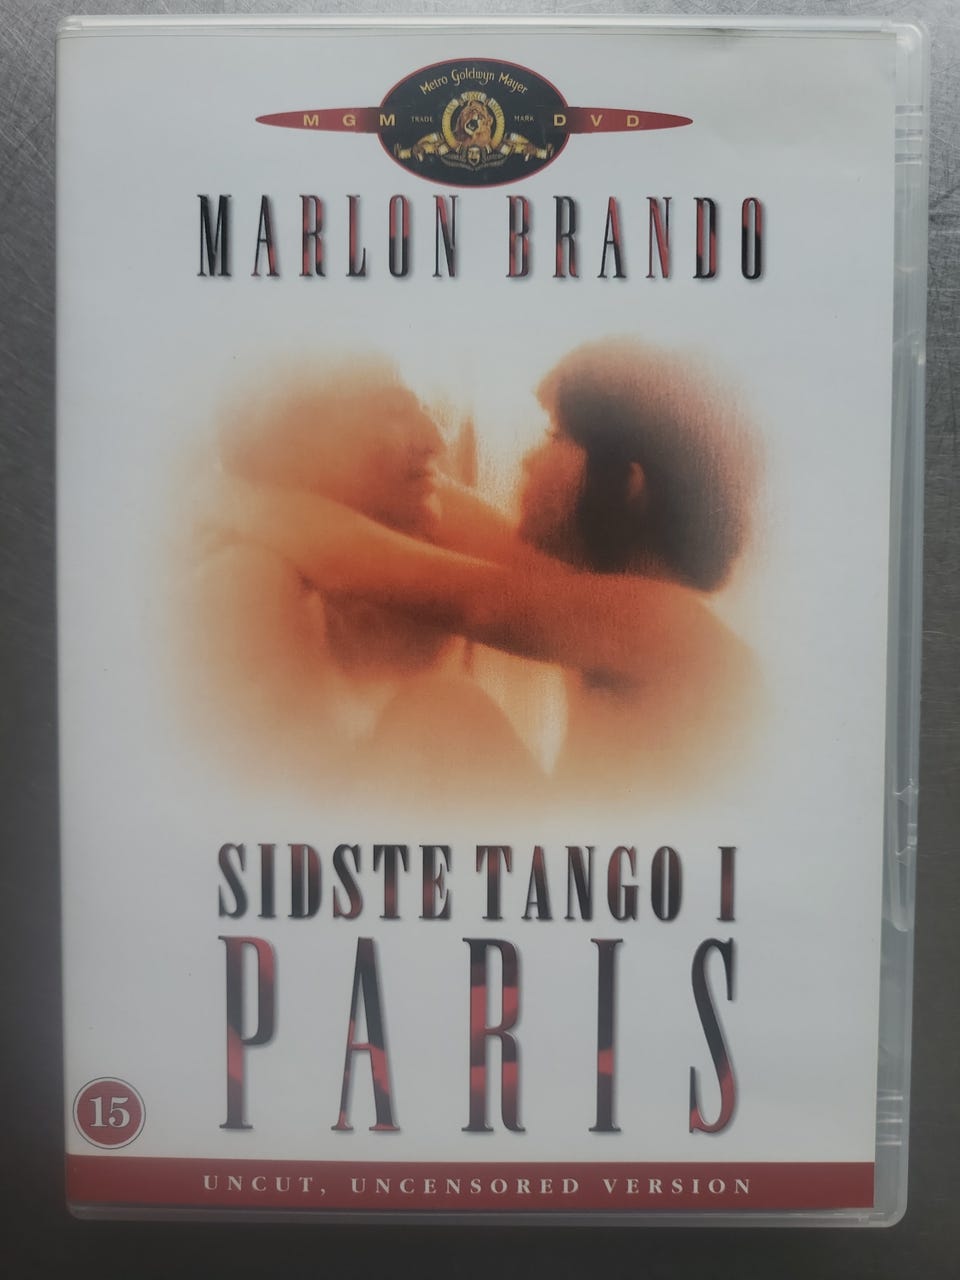 Metro Goldwyn Mayer
MGM TRADE MARK DVD
MARLON BRANDO
SIDSTE TANGO I
PARIS
15
UNCUT, UNCENSORED VERSION